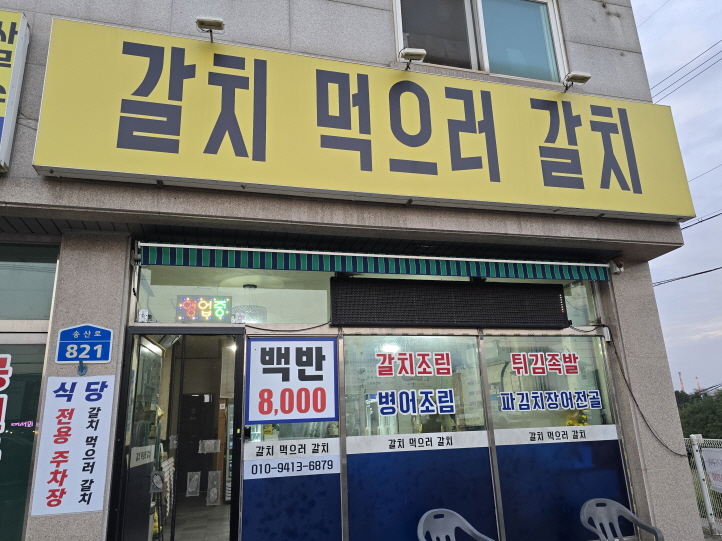 갈치 먹으러 갈치
영업중
송산로
821
식당
갈치 먹으러 갈치
전용 주차장
백반
8,000
갈치조림
병어조림
튀김족발
파김치장어전골
갈치 먹으러 갈치
010-9413-6879
갈치 먹으러 갈치
갈치 먹으러 갈치